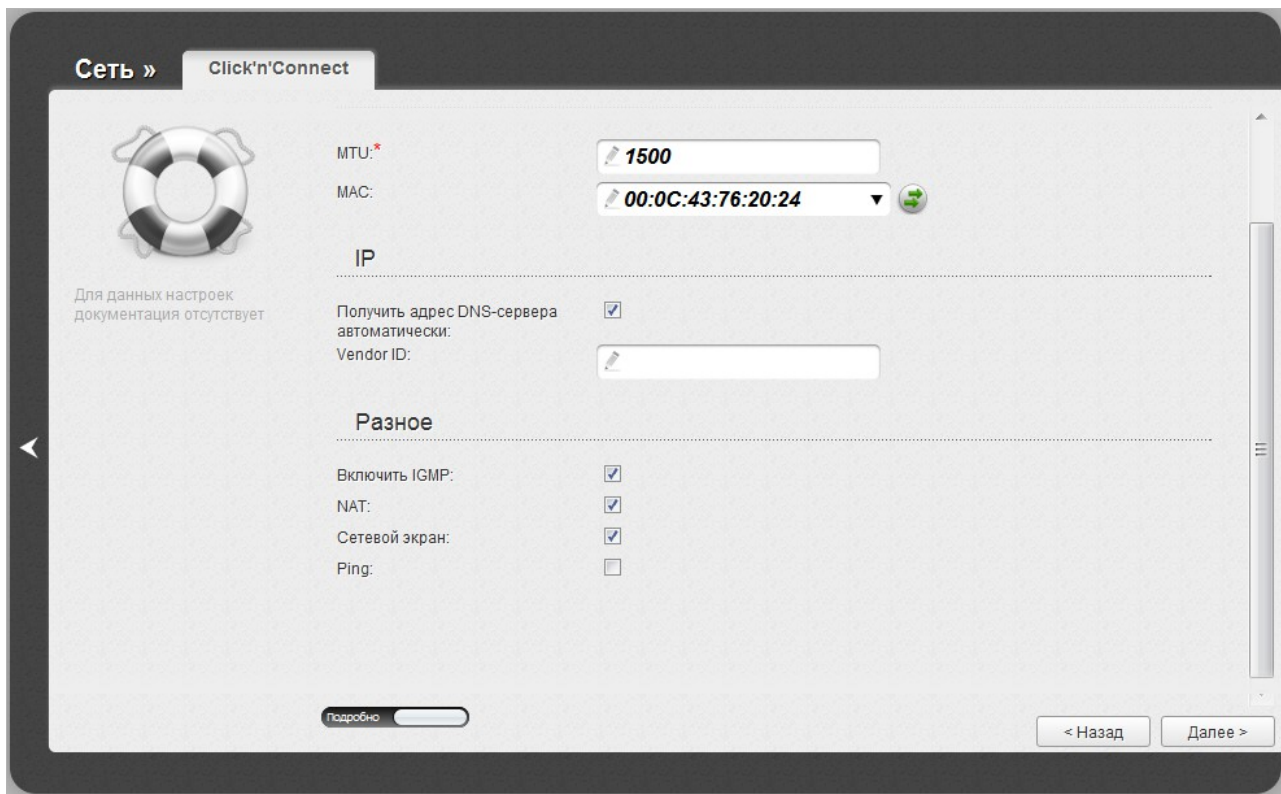 Сеть »
Click'n'Connect
Для данных настроек
документация отсутствует
MTU:*
1500
MAC:
00:0C:43:76:20:24
IP
Получить адрес DNS-сервера
автоматически:
Vendor ID:
Разное
Включить IGMP:
NAT:
Сетевой экран:
Ping:
Подробно
< Назад
Далее >